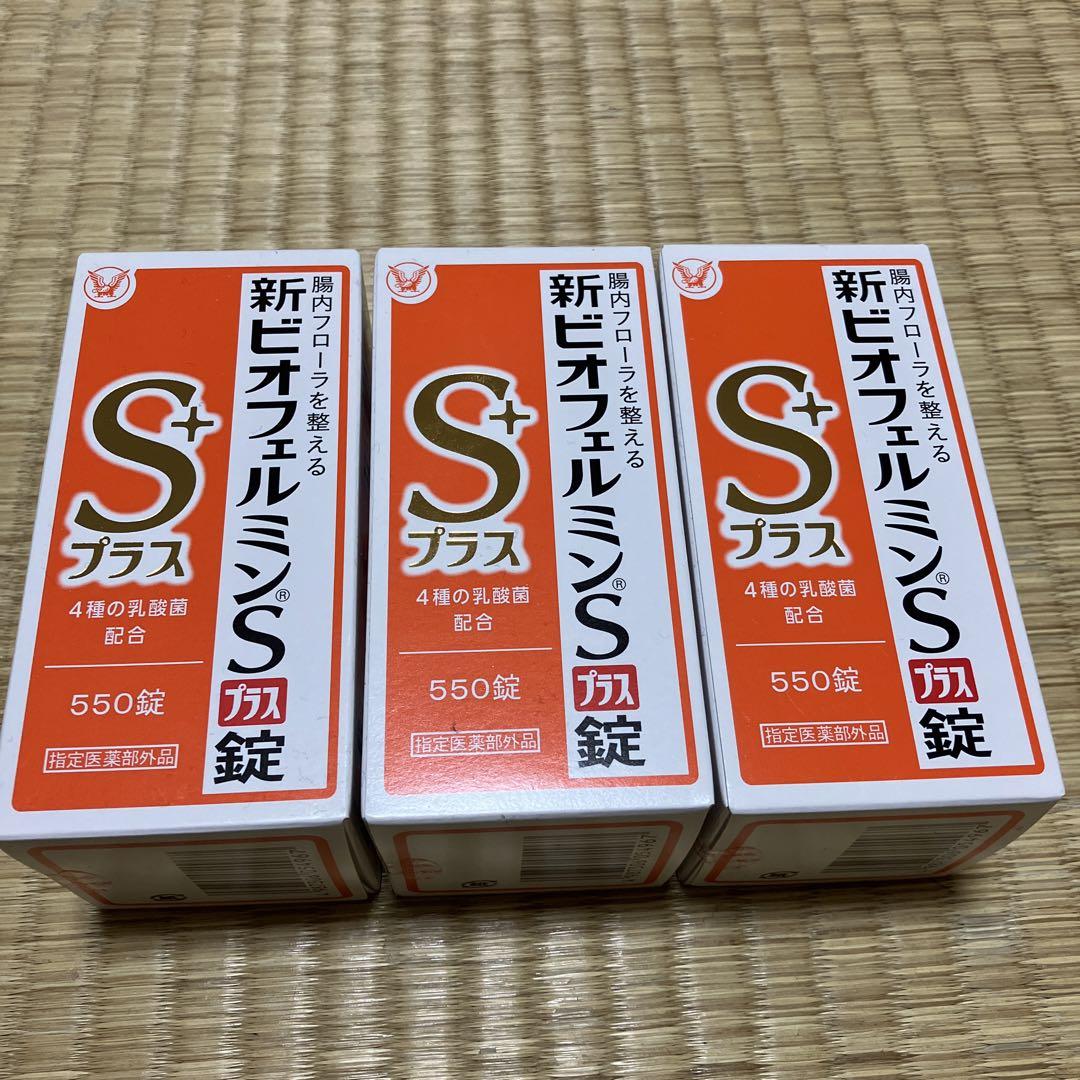 腸内フローラを整える
新ビオフェルミン®Sプラス錠
S+
プラス
4種の乳酸菌
配合
550錠
指定医薬部外品
腸内フローラを整える
新ビオフェルミン®Sプラス錠
S+
プラス
4種の乳酸菌
配合
550錠
指定医薬部外品
腸内フローラを整える
新ビオフェルミン®Sプラス錠
S+
プラス
4種の乳酸菌
配合
550錠
指定医薬部外品